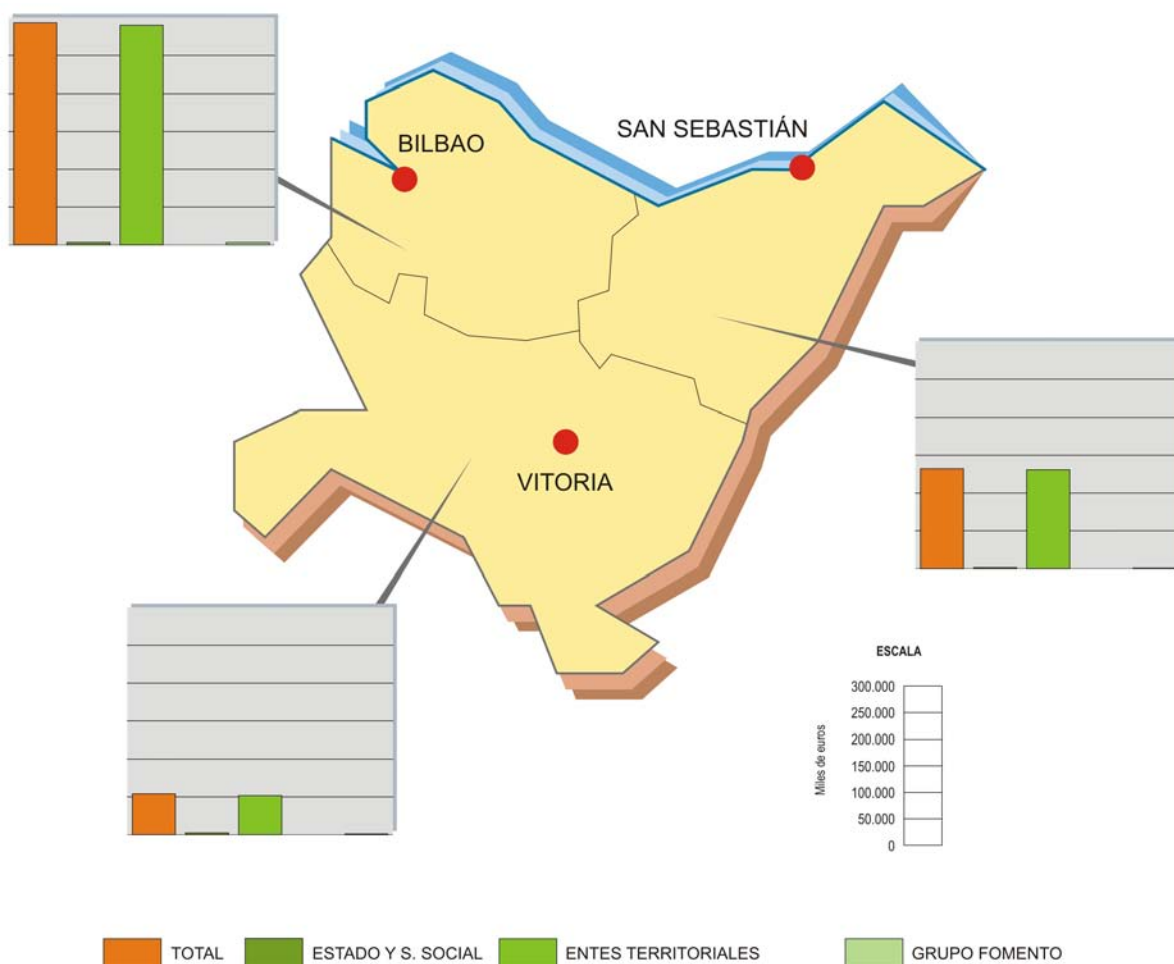 BILBAO
SAN SEBASTIÁN
VITORIA
ESCALA
Miles de euros
300.000
250.000
200.000
150.000
100.000
50.000
0
TOTAL
ESTADO Y S. SOCIAL
ENTES TERRITORIALES
GRUPO FOMENTO